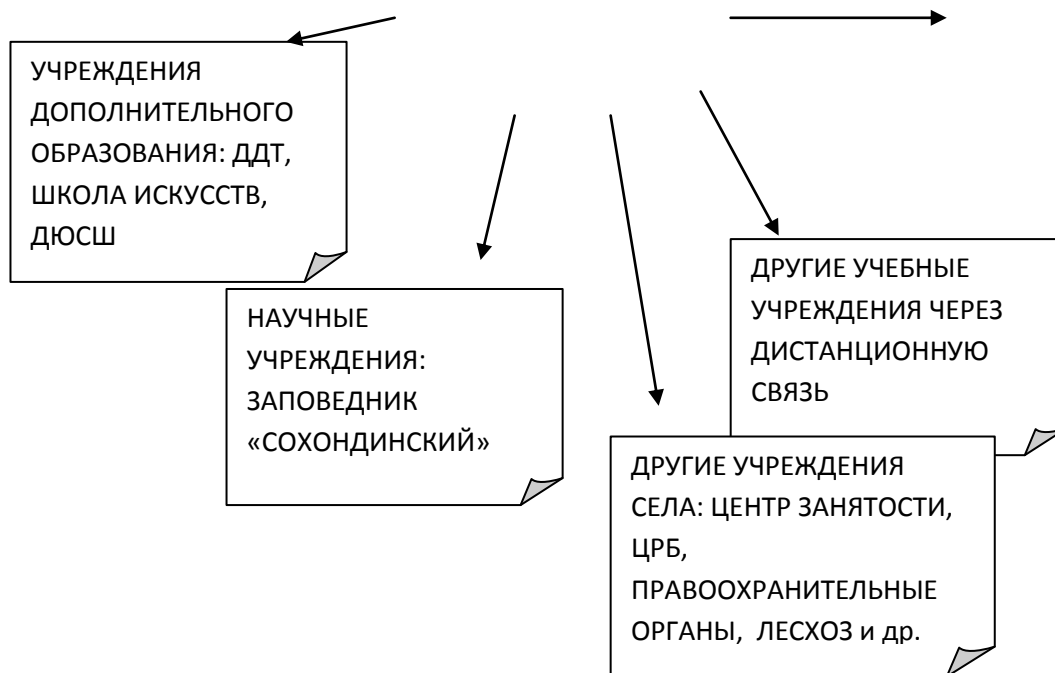 УЧРЕЖДЕНИЯ
ДОПОЛНИТЕЛЬНОГО
ОБРАЗОВАНИЯ: ДДТ,
ШКОЛА ИСКУССТВ,
ДЮСШ
НАУЧНЫЕ
УЧРЕЖДЕНИЯ:
ЗАПОВЕДНИК
«СОХОНДИНСКИЙ»
ДРУГИЕ УЧЕБНЫЕ
УЧРЕЖДЕНИЯ ЧЕРЕЗ
ДИСТАНЦИОННУЮ
СВЯЗЬ
ДРУГИЕ УЧРЕЖДЕНИЯ
СЕЛА: ЦЕНТР ЗАНЯТОСТИ,
ЦРБ,
ПРАВООХРАНИТЕЛЬНЫЕ
ОРГАНЫ, ЛЕСХОЗ и др.